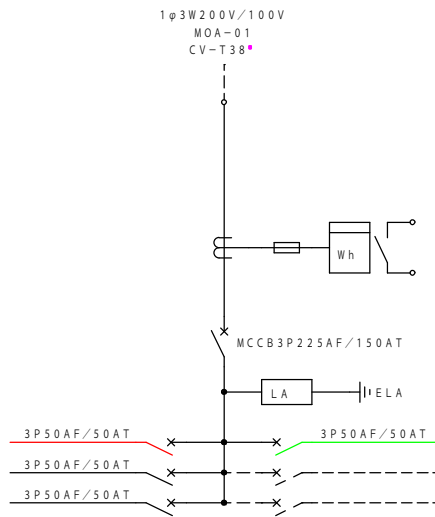 1φ3W200V/100V
MOA-01
CV-T38
Wh
MCCB3P225AF/150AT
LA
ELA
3P50AF/50AT
3P50AF/50AT
3P50AF/50AT
3P50AF/50AT